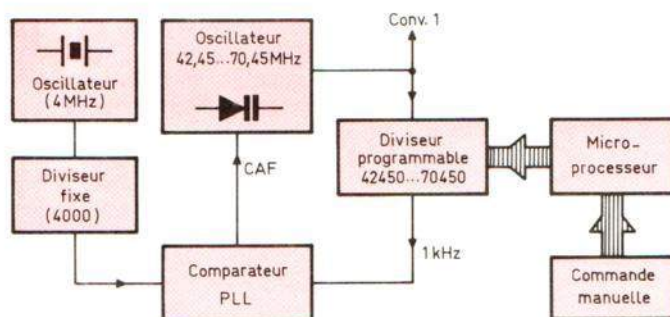 Conv. 1
Oscillateur
(4MHz)
Oscillateur
42,45...70,45MHz
Diviseur
fixe
(4000)
CAF
Diviseur
programmable
42450...70450
Micro-
processeur
Comparateur
PLL
1kHz
Commande
manuelle